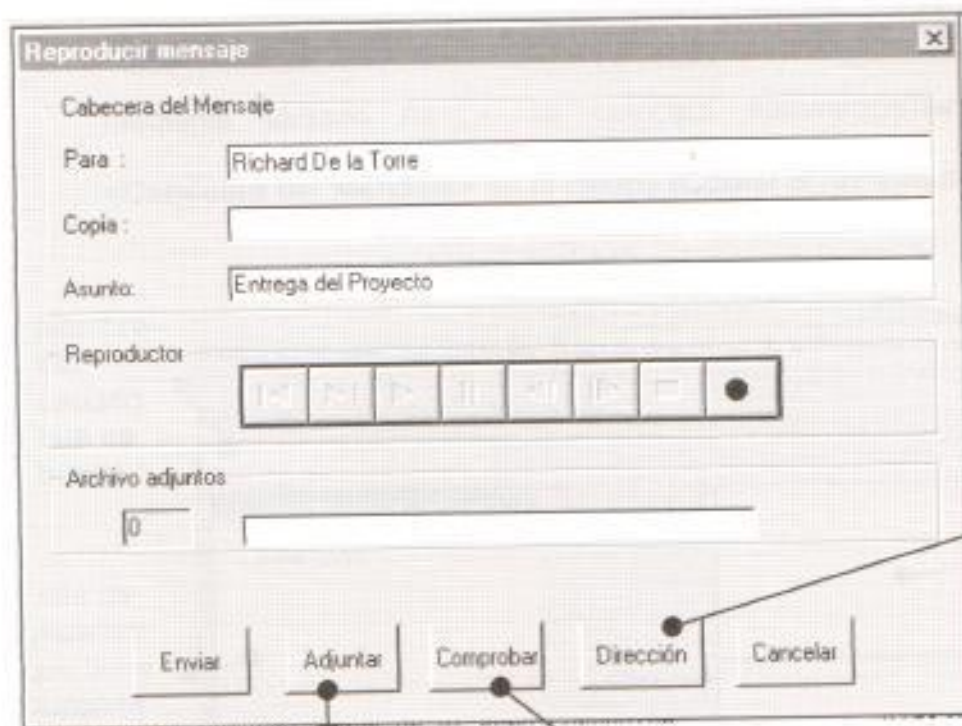 Reproducir mensaje
Cabecera del Mensaje
Para : Richard De la Torre
Copia :
Asunto: Entrega del Proyecto
Reproductor
Archivo adjuntos
0
Enviar Adjuntar Comprobar Dirección Cancelar